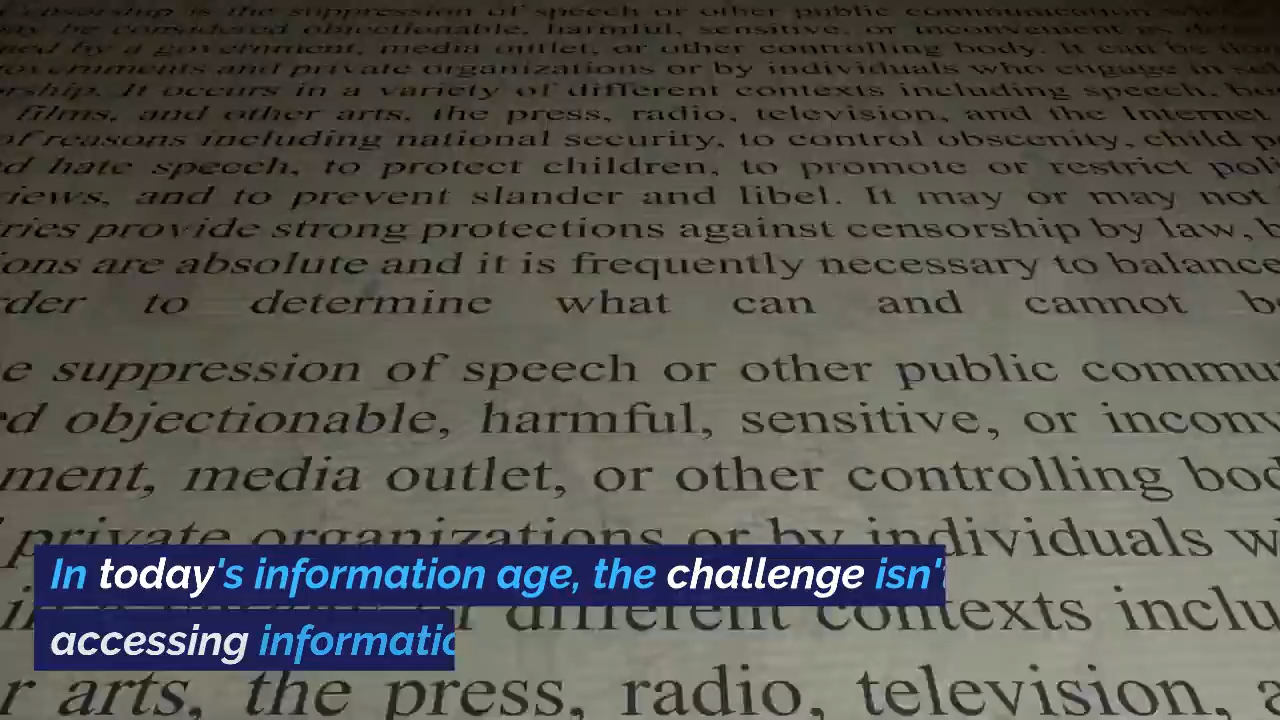 censorship is the suppression of speech or other public communication
be considered objectionable, harmful, sensitive, or inconvenient as
by a government, media outlet, or other controlling body. It can be
governments and private organizations or by individuals who engage in
It occurs in a variety of different contexts including speech,
films, and other arts, the press, radio, television, and the Internet
of reasons including national security, to control obscenity, child
hate speech, to protect children, to promote or restrict
and to prevent slander and libel. It may or may not
provide strong protections against censorship by law,
are absolute and it is frequently necessary to balance
to determine what can and cannot
suppression of speech or other public
objectionable, harmful, sensitive, or
media outlet, or other controlling
private organizations or by individuals
different contexts
In today's information age, the challenge isn'
accessing informatio
arts, the press, radio, television,